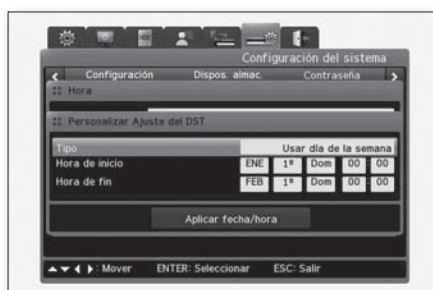 Configuración del sistema
Configuración Dispos. almac. Contraseña
Hora
Personalizar Ajuste del DST
Tipo Usar día de la semana
Hora de inicio ENE 1º Dom 00 : 00
Hora de fin FEB 1º Dom 00 : 00
Aplicar fecha/hora
▲▼◀▶: Mover ENTER: Seleccionar ESC: Salir